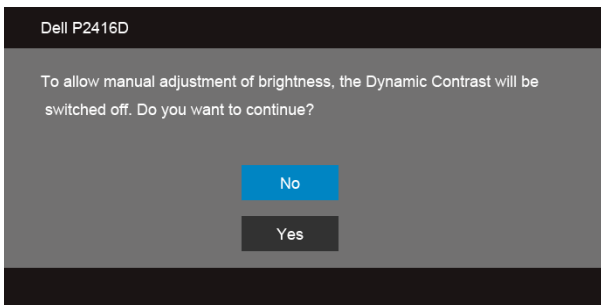 Dell P2416D
To allow manual adjustment of brightness, the Dynamic Contrast will be
switched off. Do you want to continue?
No
Yes